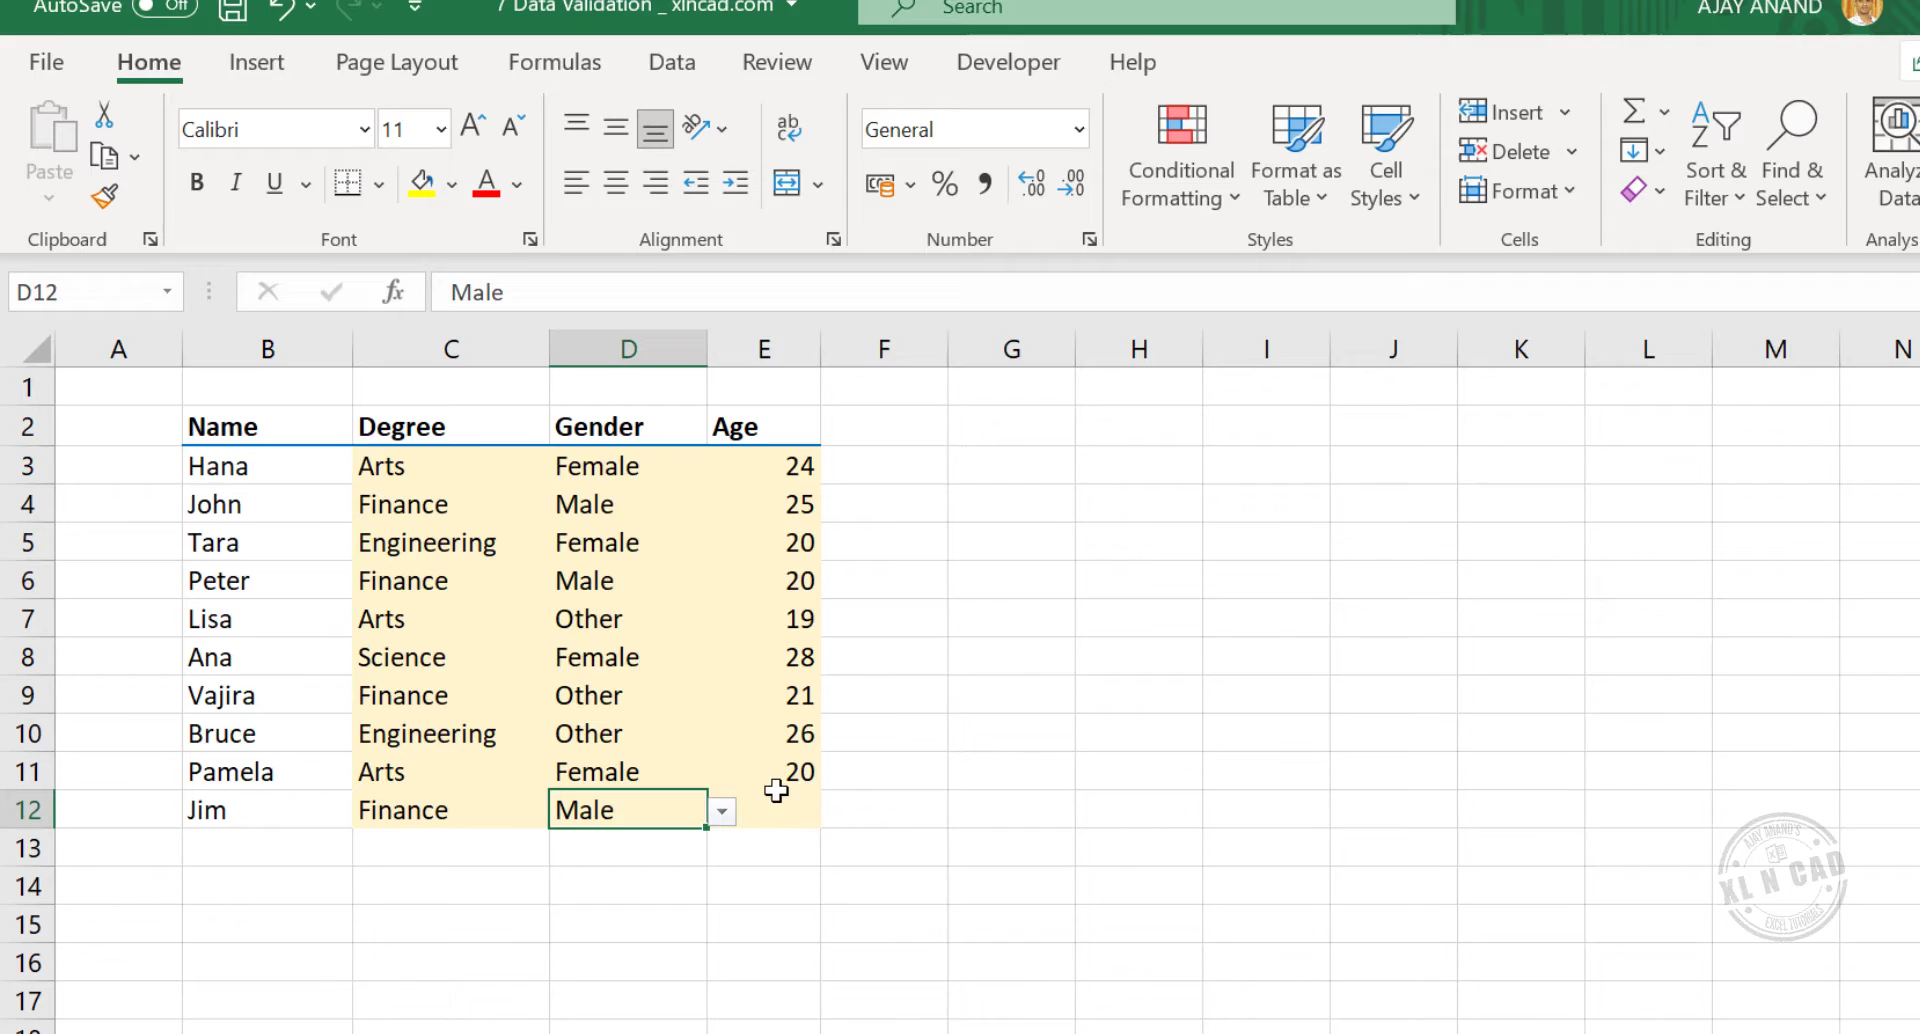 AutoSave Off 7 Data Validation _ xlncad.com Search AJAY ANAND
File Home Insert Page Layout Formulas Data Review View Developer Help
Paste
Clipboard
Calibri 11
B I U A
Font
ab
Alignment
General
% .00
Number
Conditional Formatting
Format as Table
Cell Styles
Styles
Insert
Delete
Format
Cells
Sort & Filter
Find & Select
Editing
Analyz
Data
Analys
D12 fx Male
A B C D E F G H I J K L M N
1
2 Name Degree Gender Age
3 Hana Arts Female 24
4 John Finance Male 25
5 Tara Engineering Female 20
6 Peter Finance Male 20
7 Lisa Arts Other 19
8 Ana Science Female 28
9 Vajira Finance Other 21
10 Bruce Engineering Other 26
11 Pamela Arts Female 20
12 Jim Finance Male
13
14
15
16
17
AJAY ANAND'S
XL N CAD
EXCEL TUTORIALS